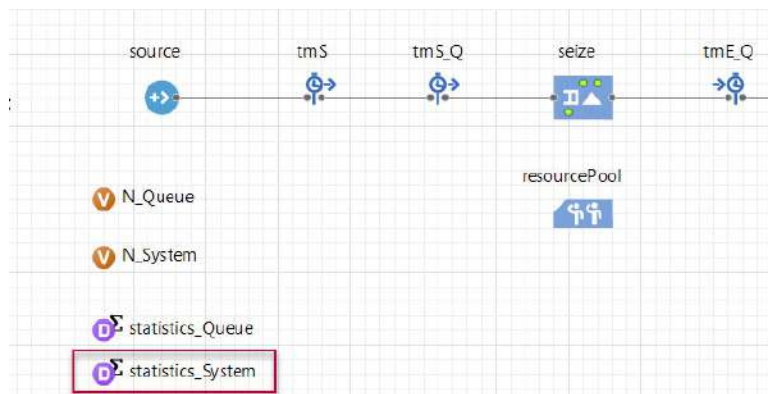 source tmS tmS_Q seize tmE_Q
resourcePool
V N_Queue
V N_System
D Σ statistics_Queue
D Σ statistics_System